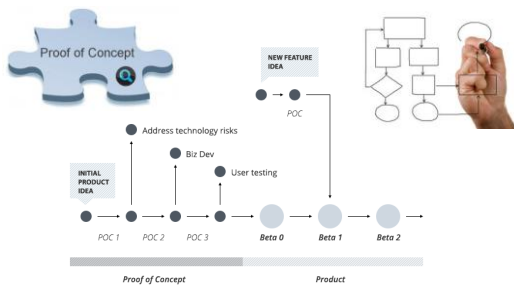 Proof of Concept
NEW FEATURE
IDEA
POC
Address technology risks
Biz Dev
User testing
INITIAL
PRODUCT
IDEA
POC 1
POC 2
POC 3
Beta 0
Beta 1
Beta 2
Proof of Concept
Product